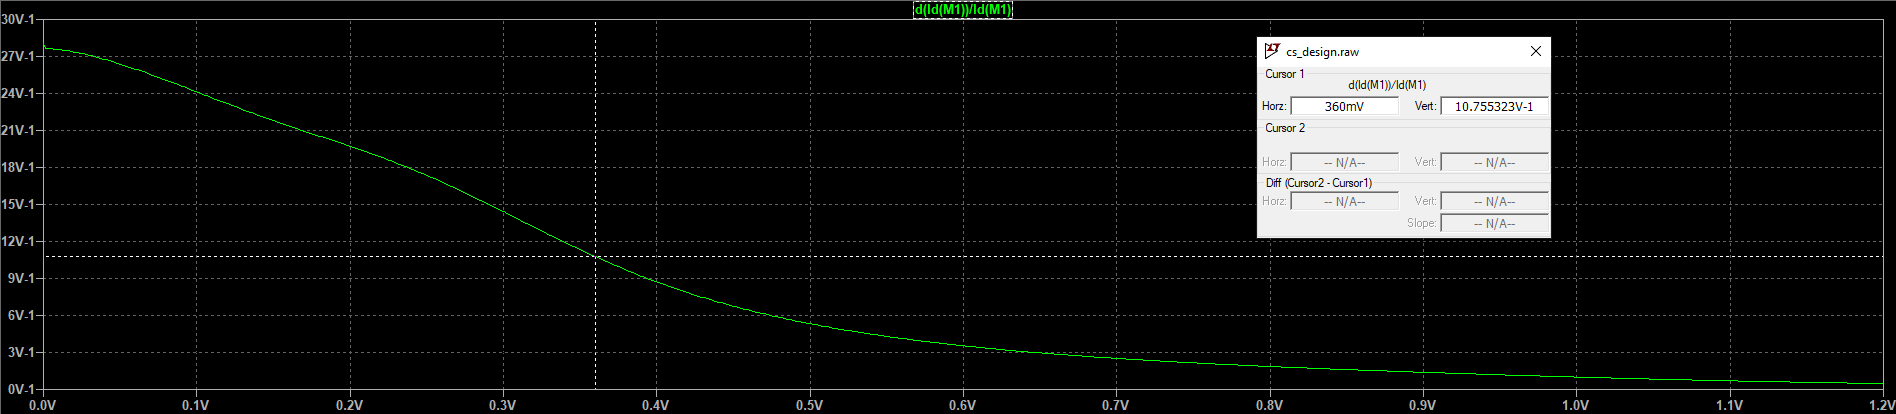 d(Id(M1))/Id(M1)
30V-1
27V-1
24V-1
21V-1
18V-1
15V-1
12V-1
9V-1
6V-1
3V-1
0V-1
0.0V 0.1V 0.2V 0.3V 0.4V 0.5V 0.6V 0.7V 0.8V 0.9V 1.0V 1.1V 1.2V
cs_design.raw
Cursor 1
d(Id(M1))/Id(M1)
Horz: 360mV Vert: 10.755323V-1
Cursor 2
Horz: -- N/A-- Vert: -- N/A--
Diff (Cursor2 - Cursor1)
Horz: -- N/A-- Vert: -- N/A--
Slope: -- N/A--